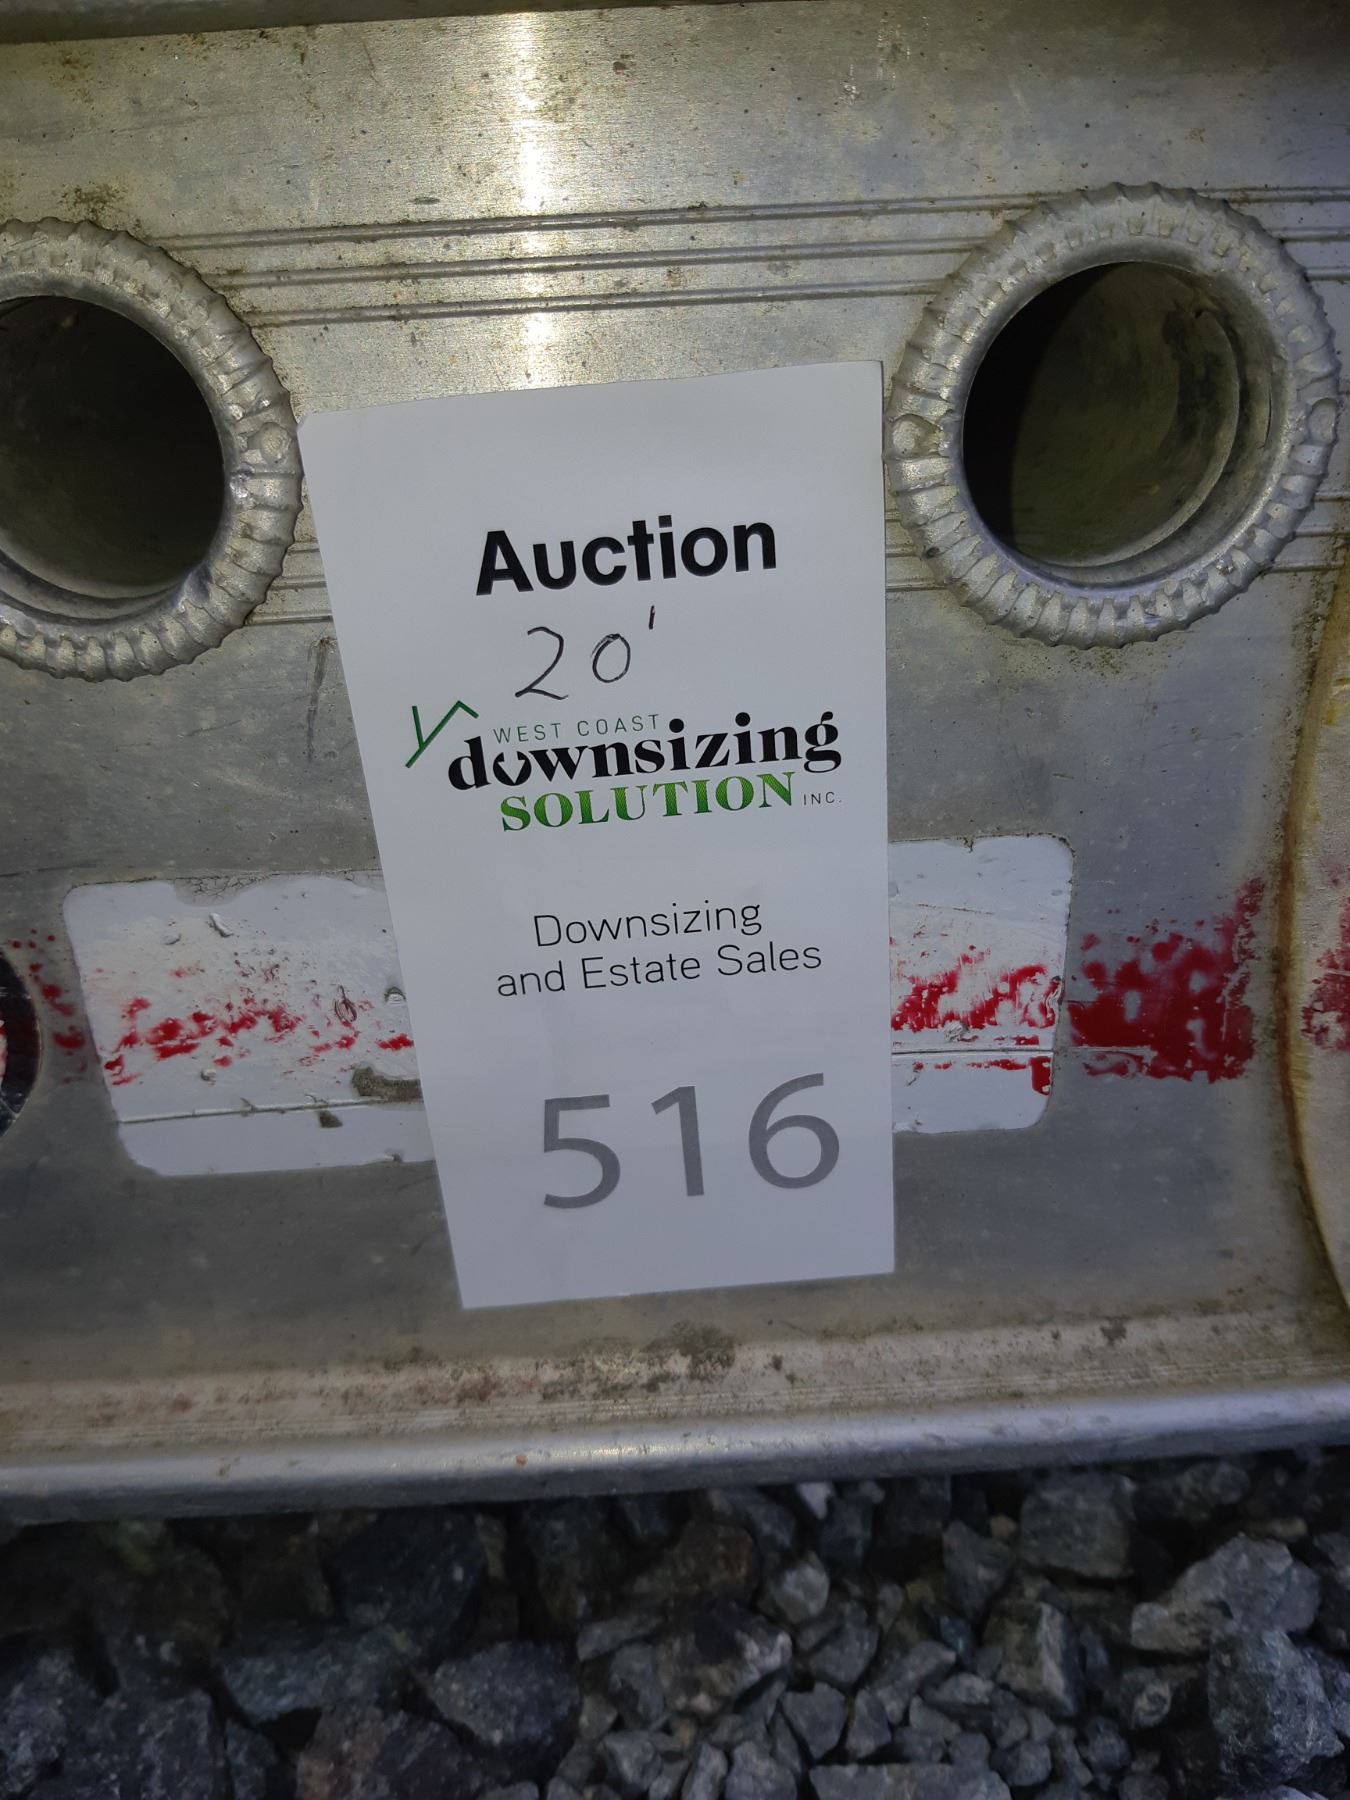 Auction
20'
WEST COAST
downsizing
SOLUTION INC.
Downsizing
and Estate Sales
516